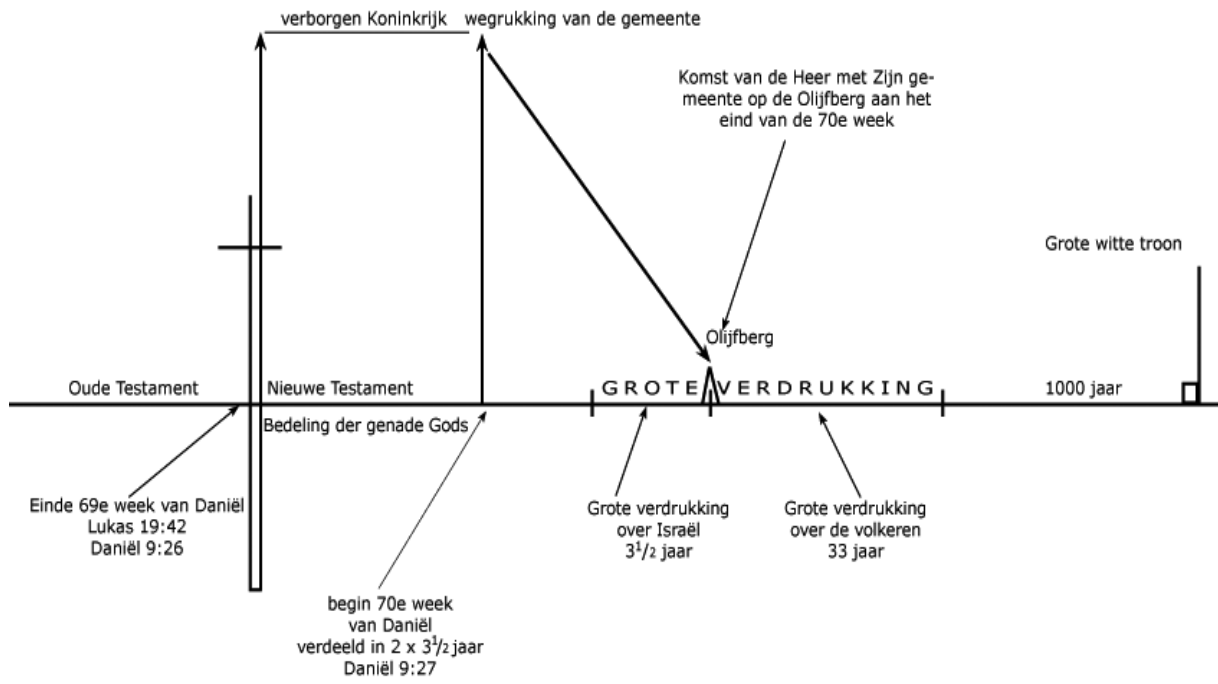 verborgen Koninkrijk
wegrukking van de gemeente
Komst van de Heer met Zijn ge-
meente op de Olijfberg aan het
eind van de 70e week
Grote witte troon
Olijfberg
Oude Testament
Nieuwe Testament
GROTE VERDRUKKING
1000 jaar
Bedeling der genade Gods
Einde 69e week van Daniël
Lukas 19:42
Daniël 9:26
Grote verdrukking
over Israël
3 1/2 jaar
Grote verdrukking
over de volkeren
33 jaar
begin 70e week
van Daniël
verdeeld in 2 x 3 1/2 jaar
Daniël 9:27